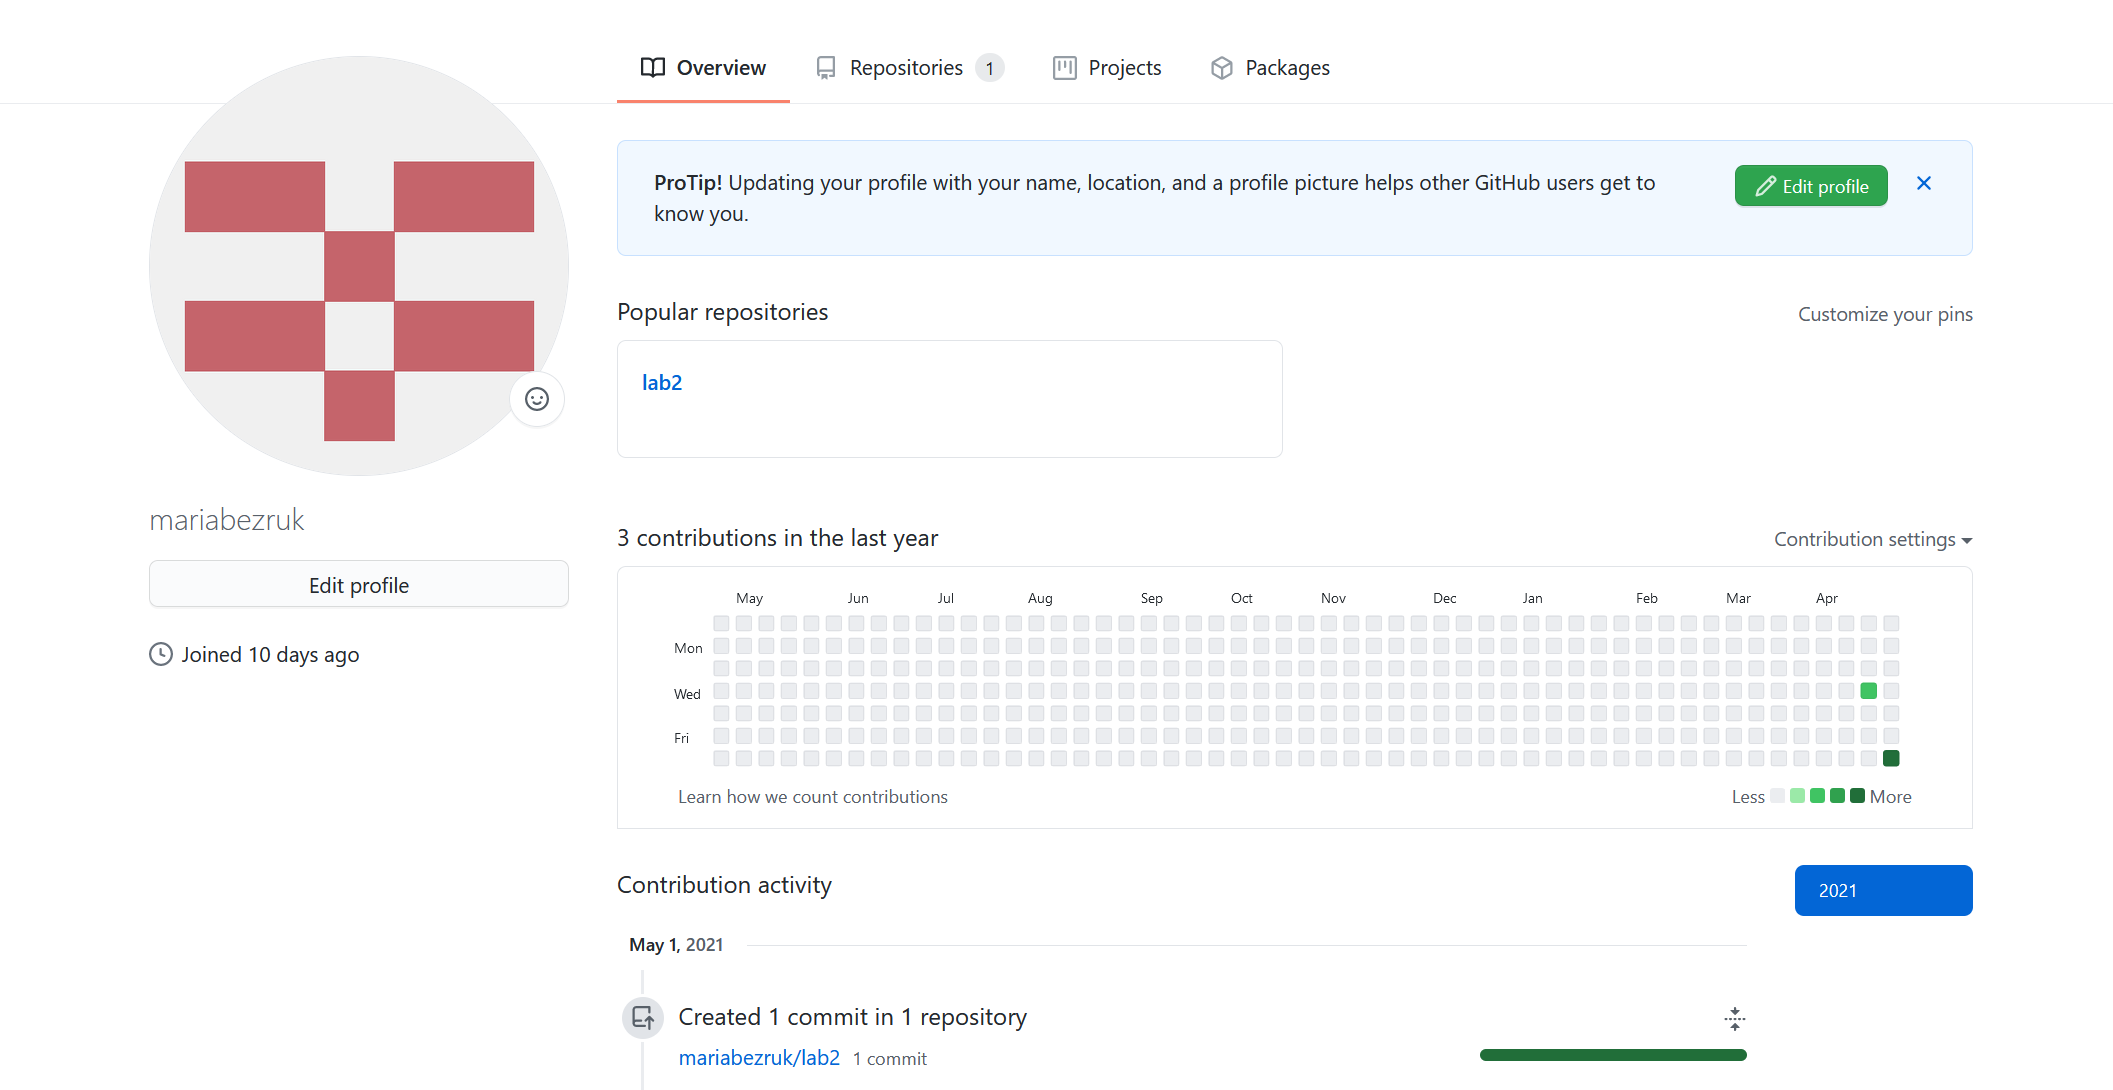 Overview
Repositories 1
Projects
Packages
ProTip! Updating your profile with your name, location, and a profile picture helps other GitHub users get to
know you.
Edit profile
Popular repositories
Customize your pins
lab2
mariabezruk
Edit profile
Joined 10 days ago
3 contributions in the last year
Contribution settings
May Jun Jul Aug Sep Oct Nov Dec Jan Feb Mar Apr
Mon
Wed
Fri
Learn how we count contributions
Less More
Contribution activity
2021
May 1, 2021
Created 1 commit in 1 repository
mariabezruk/lab2 1 commit